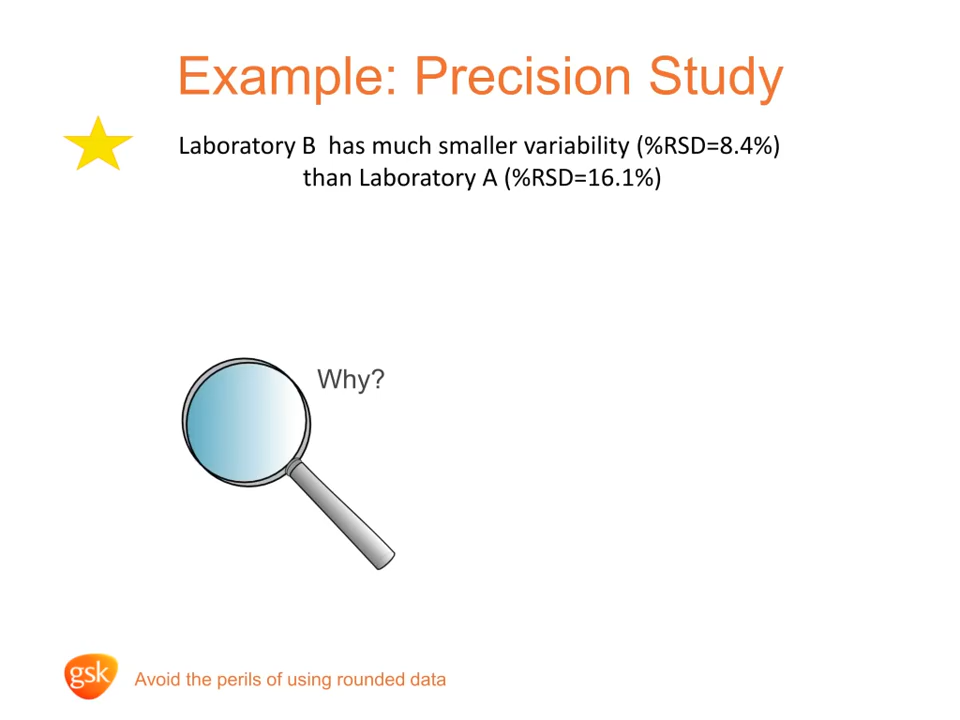 Example: Precision Study
Laboratory B has much smaller variability (%RSD=8.4%)
than Laboratory A (%RSD=16.1%)
Why?
gsk
Avoid the perils of using rounded data